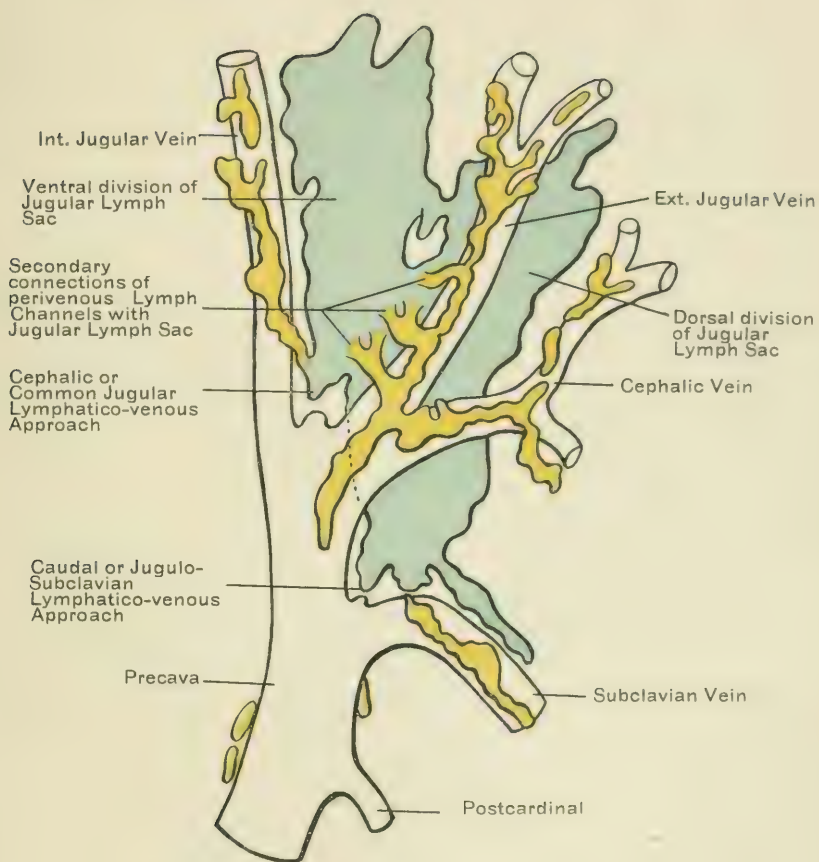 Int. Jugular Vein
Ventral division of
Jugular Lymph
Sac
Secondary
connections of
perivenous Lymph
Channels with
Jugular Lymph Sac
Cephalic or
Common Jugular
Lymphatico-venous
Approach
Caudal or Jugulo-
Subclavian
Lymphatico-venous
Approach
Precava
Ext. Jugular Vein
Dorsal division
of Jugular
Lymph Sac
Cephalic Vein
Subclavian Vein
Postcardinal